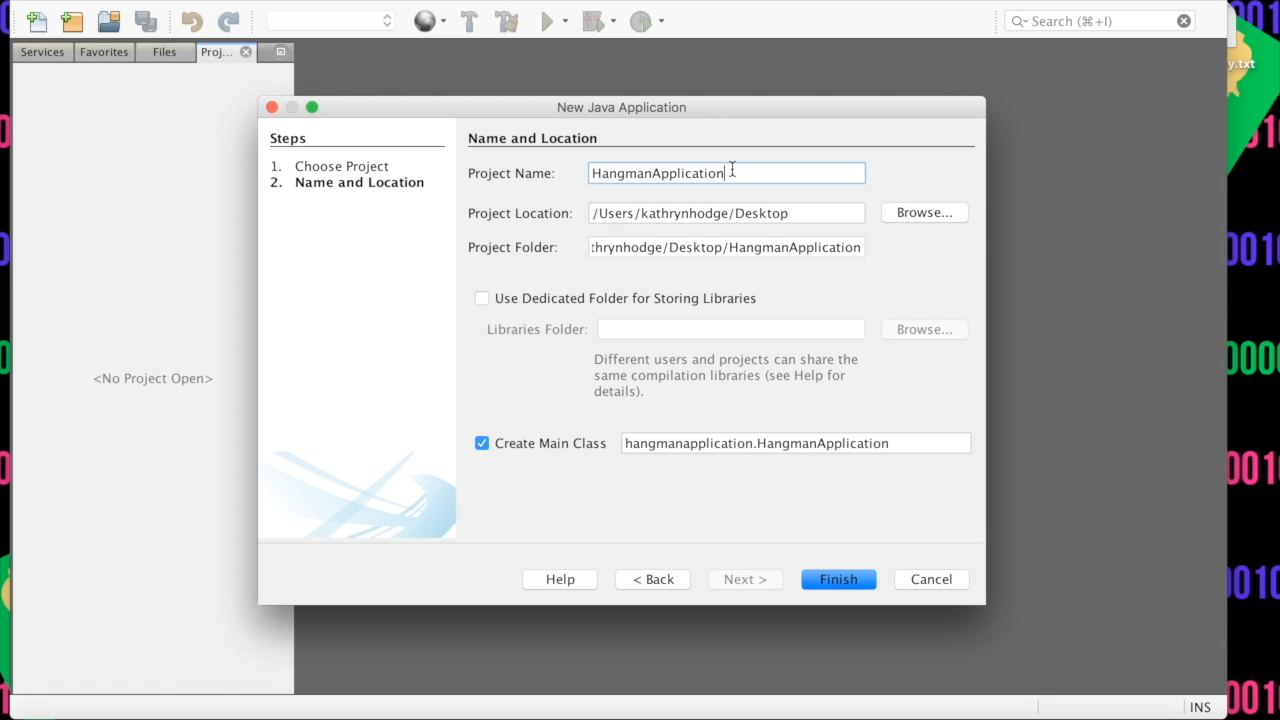 Search (⌘+I)
y.txt
Services
Favorites
Files
Proj...
New Java Application
Steps
1. Choose Project
2. Name and Location
Name and Location
Project Name: HangmanApplication
Project Location: /Users/kathrynhodge/Desktop Browse...
Project Folder: thrynhodge/Desktop/HangmanApplication
Use Dedicated Folder for Storing Libraries
Libraries Folder: Browse...
Different users and projects can share the
same compilation libraries (see Help for
details).
<No Project Open>
Create Main Class hangmanapplication.HangmanApplication
Help < Back Next > Finish Cancel
INS